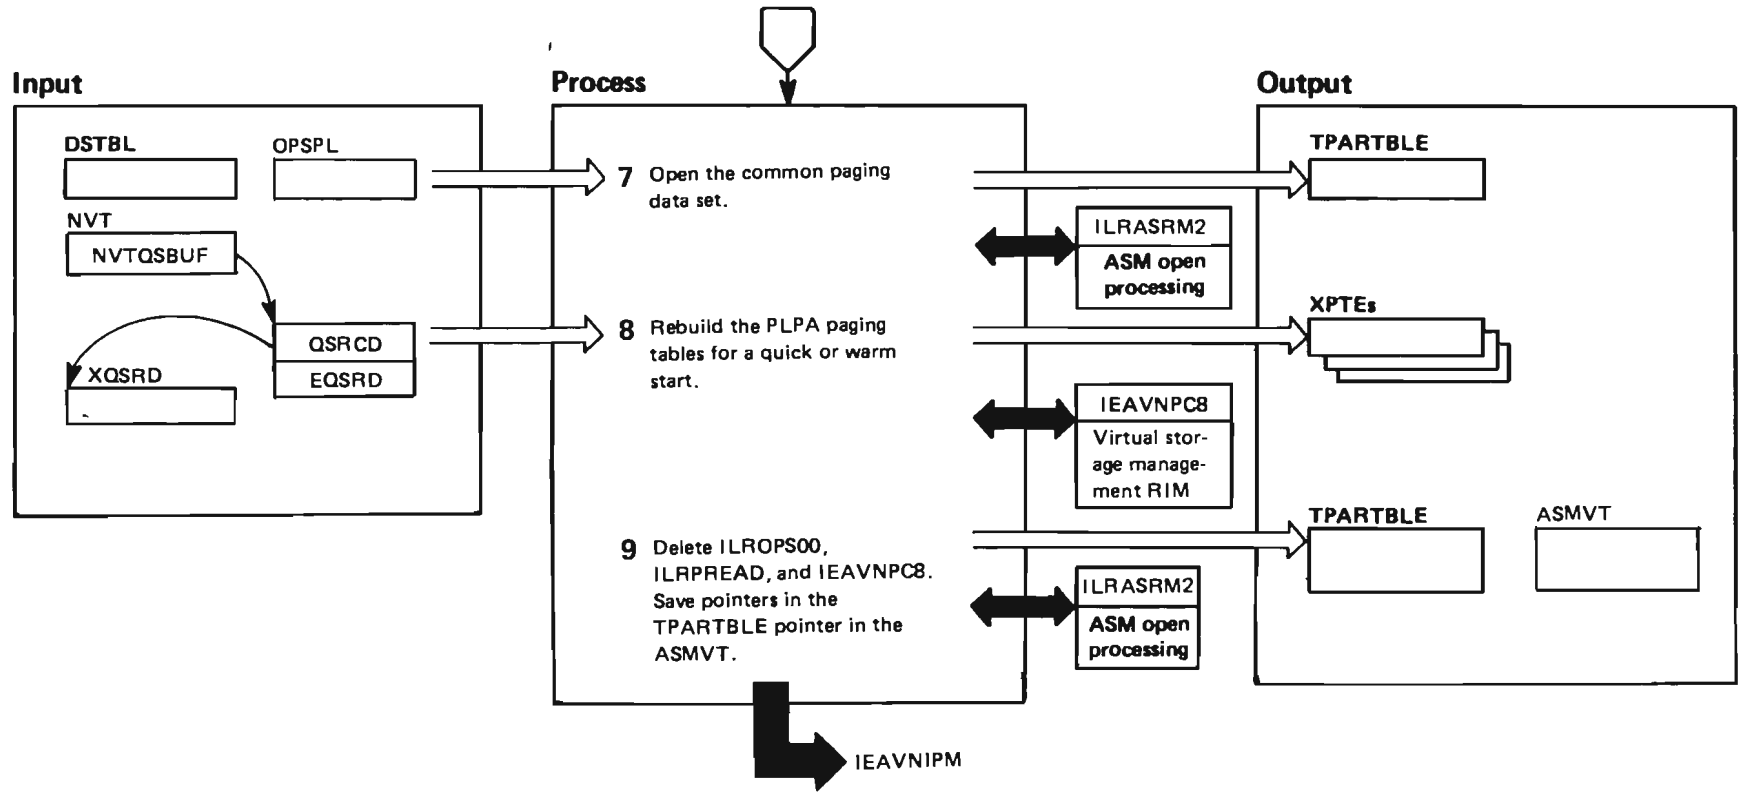 Input
DSTBL
OPSPL
NVT
NVTQSBUF
QSRCD
EQSRD
XQSRD
Process
7 Open the common paging
data set.
8 Rebuild the PLPA paging
tables for a quick or warm
start.
9 Delete ILROPS00,
ILRPREAD, and IEAVNPC8.
Save pointers in the
TPARTBLE pointer in the
ASMVT.
ILRASRM2
ASM open
processing
IEAVNPC8
Virtual stor-
age manage-
ment RIM
ILRASRM2
ASM open
processing
IEAVNIPM
Output
TPARTBLE
XPTEs
TPARTBLE
ASMVT